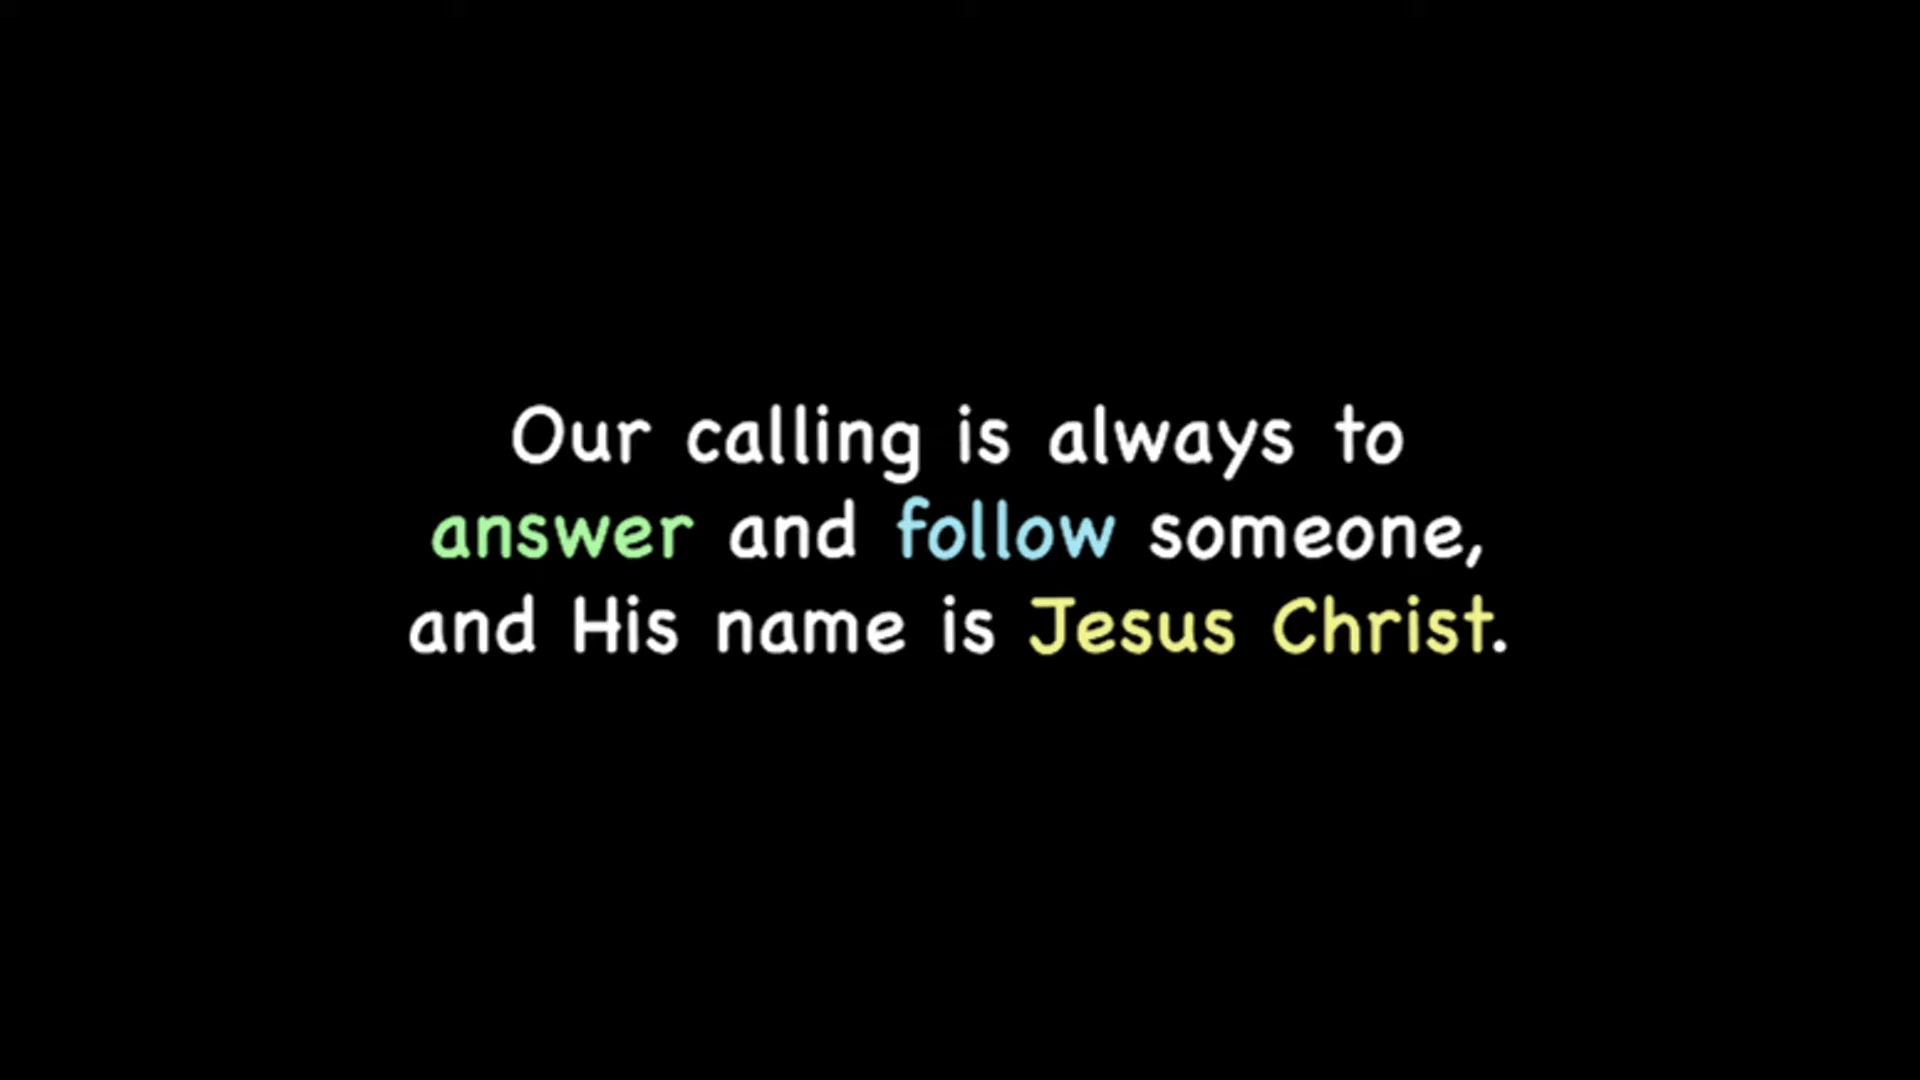 Our calling is always to
answer and follow someone,
and His name is Jesus Christ.